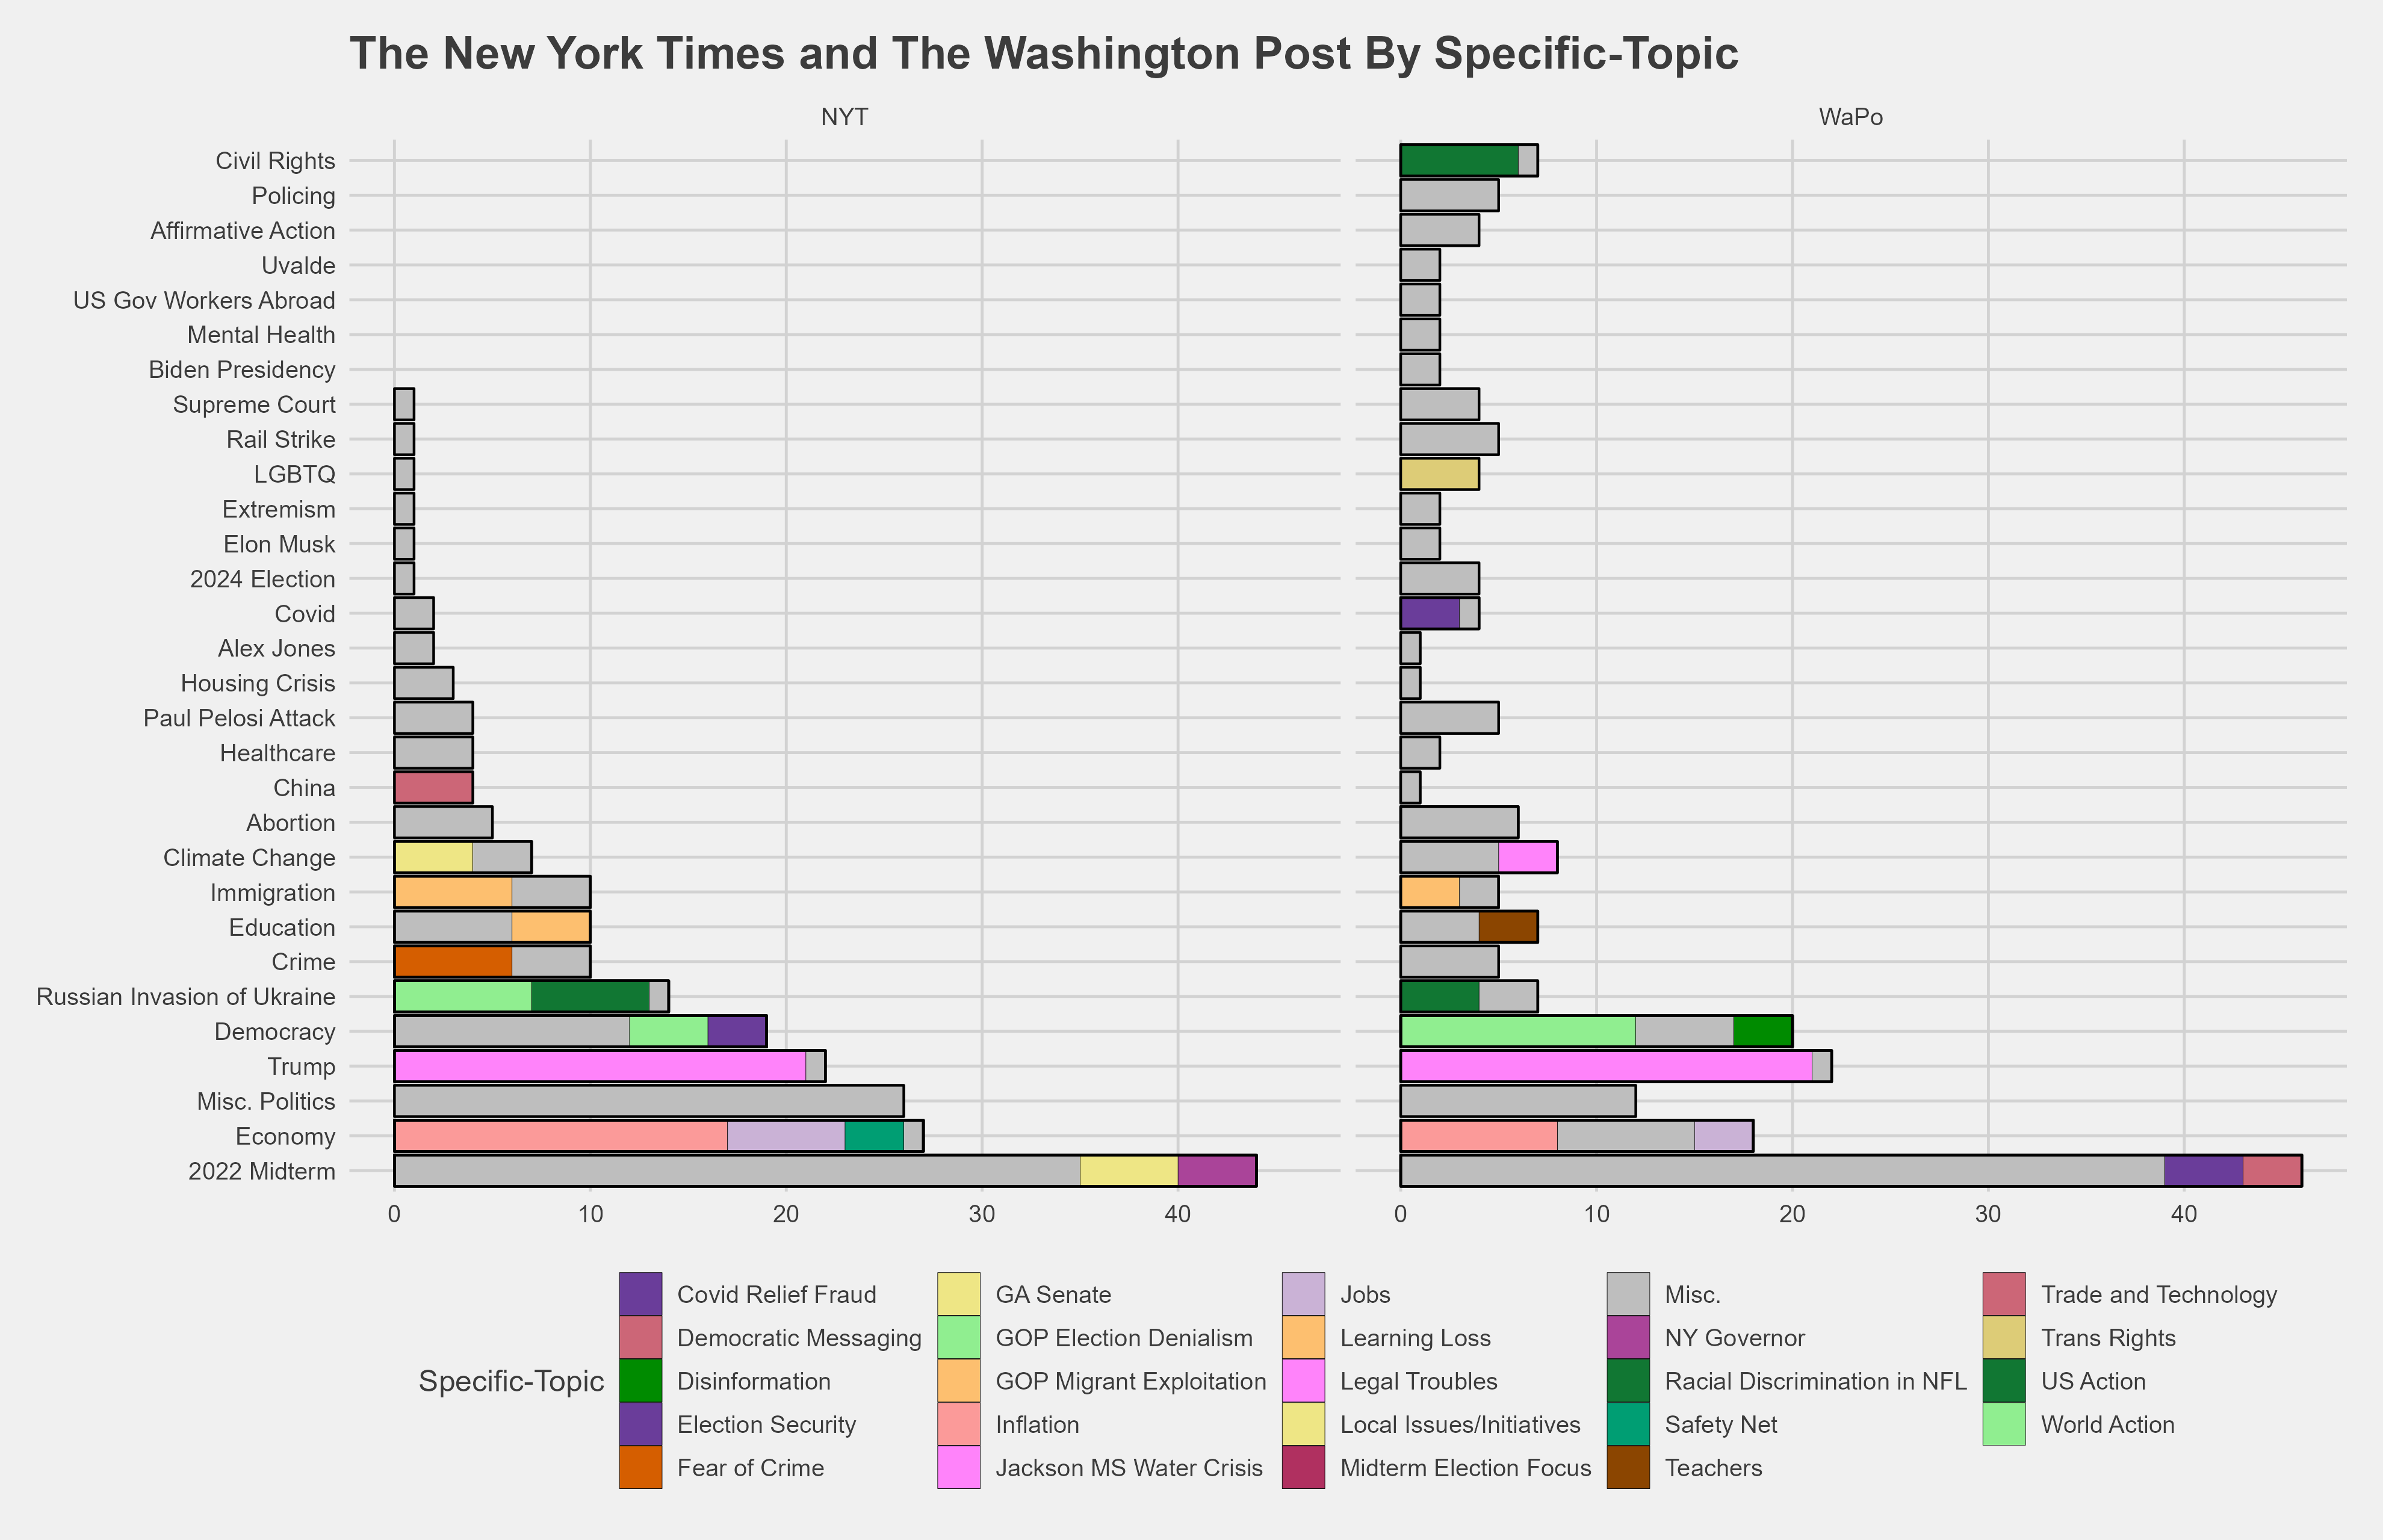 The New York Times and The Washington Post By Specific-Topic
NYT
WaPo
Civil Rights
Policing
Affirmative Action
Uvalde
US Gov Workers Abroad
Mental Health
Biden Presidency
Supreme Court
Rail Strike
LGBTQ
Extremism
Elon Musk
2024 Election
Covid
Alex Jones
Housing Crisis
Paul Pelosi Attack
Healthcare
China
Abortion
Climate Change
Immigration
Education
Crime
Russian Invasion of Ukraine
Democracy
Trump
Misc. Politics
Economy
2022 Midterm
0 10 20 30 40
0 10 20 30 40
Specific-Topic
Covid Relief Fraud
Democratic Messaging
Disinformation
Election Security
Fear of Crime
GA Senate
GOP Election Denialism
GOP Migrant Exploitation
Inflation
Jackson MS Water Crisis
Jobs
Learning Loss
Legal Troubles
Local Issues/Initiatives
Midterm Election Focus
Misc.
NY Governor
Racial Discrimination in NFL
Safety Net
Teachers
Trade and Technology
Trans Rights
US Action
World Action